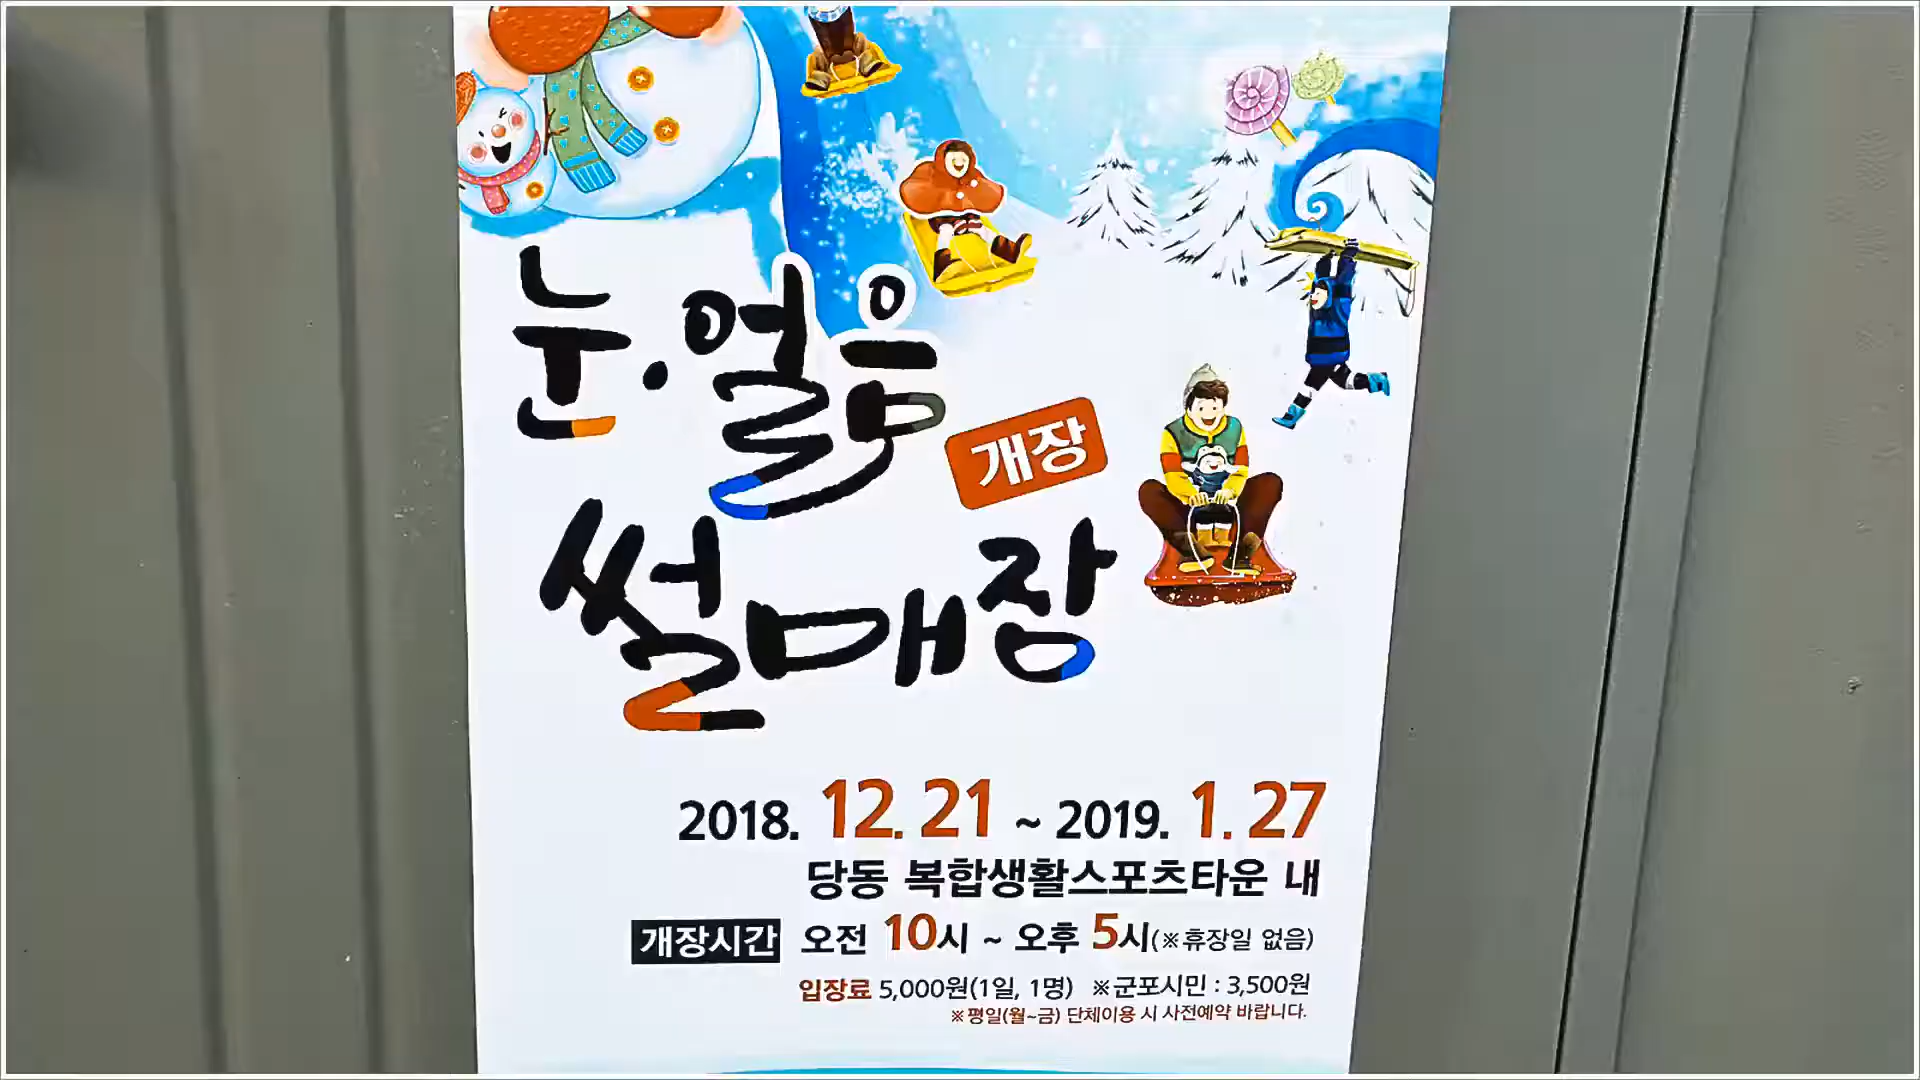 눈·얼음
개장
썰매장
2018. 12. 21 ~ 2019. 1. 27
당동 복합생활스포츠타운 내
개장시간 오전 10시 ~ 오후 5시(※휴장일 없음)
입장료 5,000원(1일, 1명) ※군포시민 : 3,500원
※평일(월~금) 단체이용 시 사전예약 바랍니다.